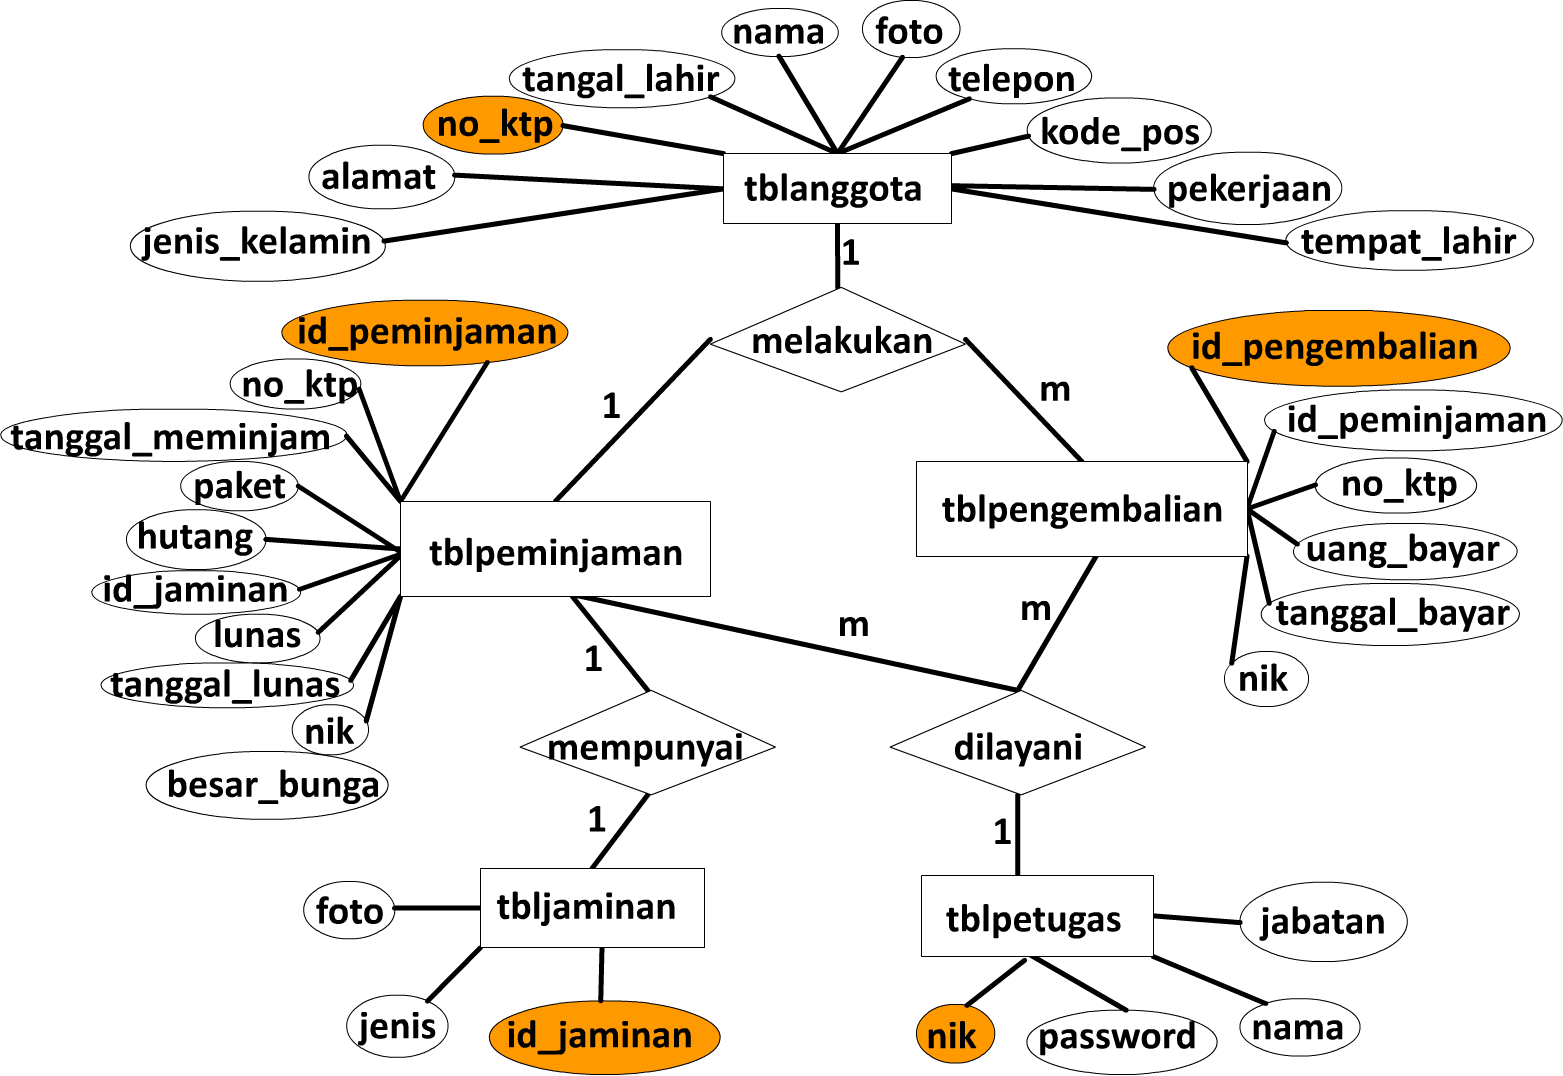 nama
foto
tangal_lahir
telepon
no_ktp
kode_pos
alamat
tblanggota
pekerjaan
jenis_kelamin
tempat_lahir
1
id_peminjaman
melakukan
id_pengembalian
no_ktp
1
m
id_peminjaman
tanggal_meminjam
paket
no_ktp
tblpengembalian
hutang
tblpeminjaman
uang_bayar
id_jaminan
m
tanggal_bayar
lunas
m
1
tanggal_lunas
nik
nik
mempunyai
dilayani
besar_bunga
1
1
foto
tbljaminan
tblpetugas
jabatan
jenis
id_jaminan
nik
password
nama